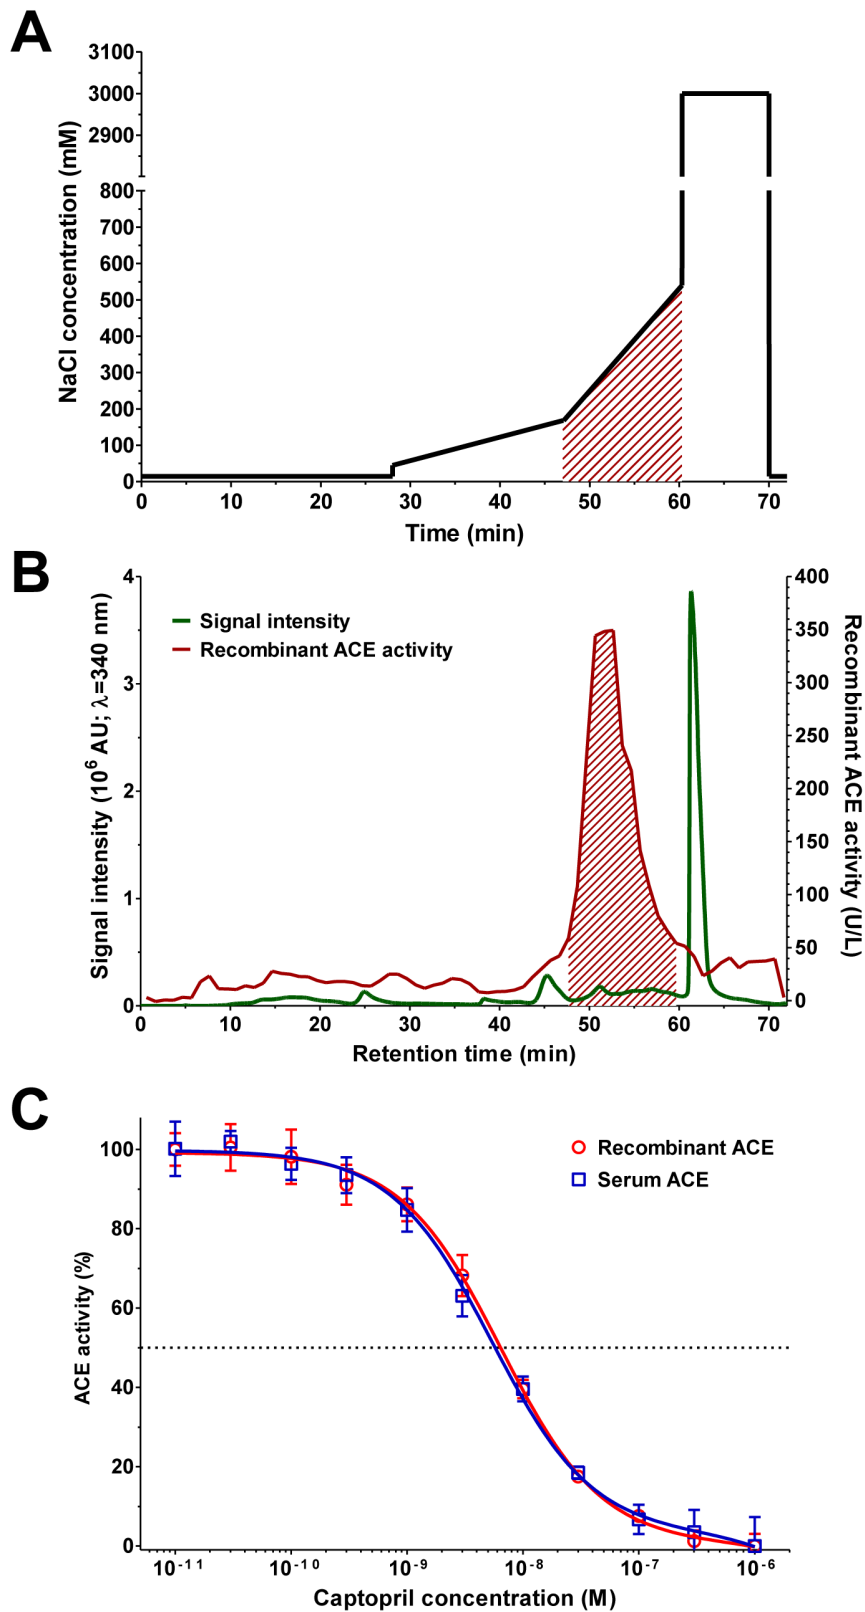 A
NaCl concentration (mM)
3100
3000
2900
800
700
600
500
400
300
200
100
0
0 10 20 30 40 50 60 70
Time (min)
B
Signal intensity (10⁶ AU; λ=340 nm)
4
3
2
1
0
Signal intensity
Recombinant ACE activity
400
350
300
250
200
150
100
50
0
Recombinant ACE activity (U/L)
0 10 20 30 40 50 60 70
Retention time (min)
C
ACE activity (%)
100
80
60
40
20
0
Recombinant ACE
Serum ACE
10⁻¹¹ 10⁻¹⁰ 10⁻⁹ 10⁻⁸ 10⁻⁷ 10⁻⁶
Captopril concentration (M)